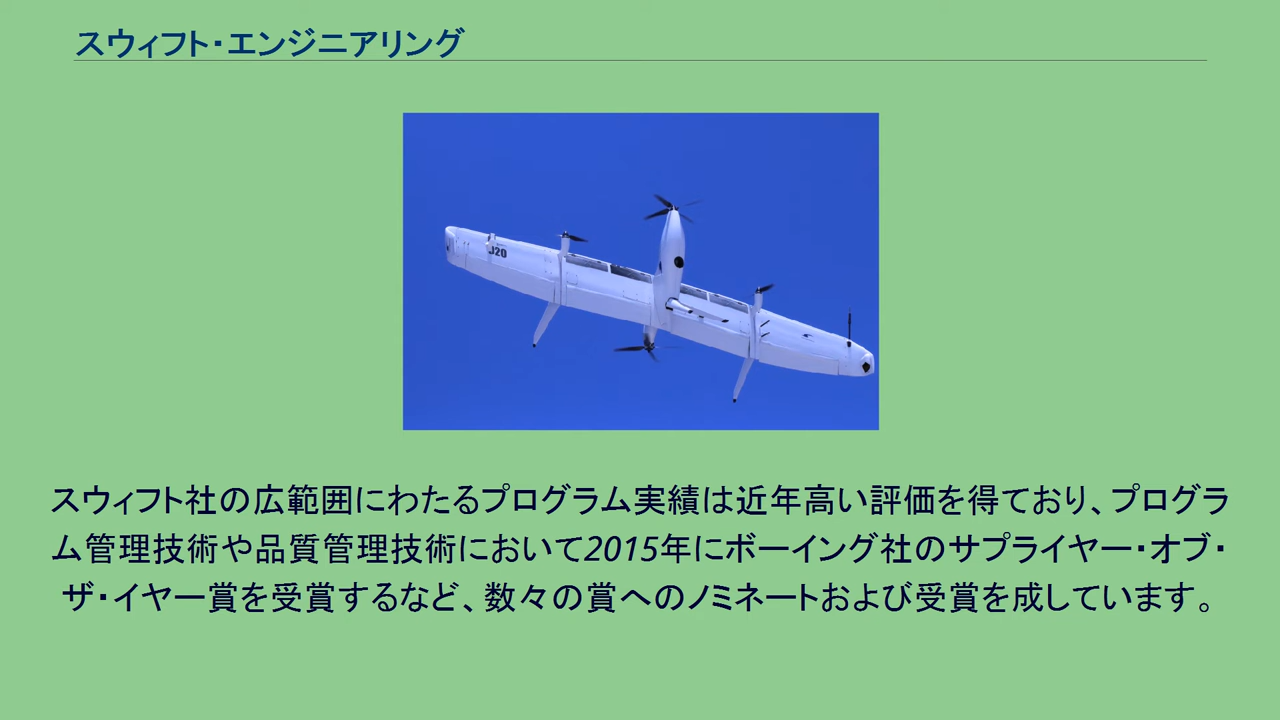 スウィフト・エンジニアリング
J20
スウィフト社の広範囲にわたるプログラム実績は近年高い評価を得ており、プログラ
ム管理技術や品質管理技術において2015年にボーイング社のサプライヤー・オブ・
ザ・イヤー賞を受賞するなど、数々の賞へのノミネートおよび受賞を成しています。